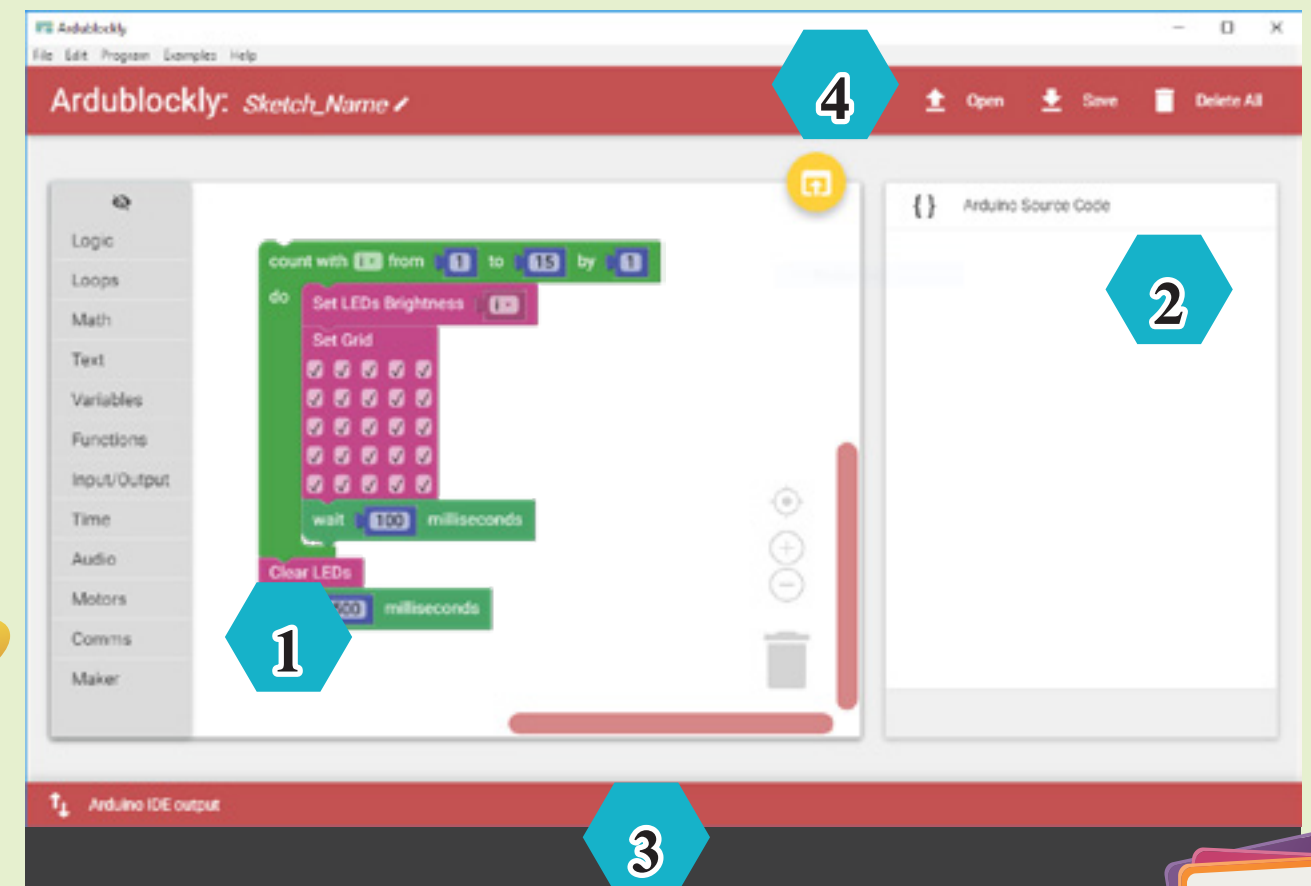 Ardublockly
File Edit Program Examples Help
Ardublockly: Sketch_Name
4
Open Save Delete All
{ } Arduino Source Code
Logic
Loops
Math
Text
Variables
Functions
Input/Output
Time
Audio
Motors
Comms
Maker
count with i from 1 to 15 by 1
do
Set LEDs Brightness i
Set Grid
wait 100 milliseconds
Clear LEDs
milliseconds
1
2
Arduino IDE output
3